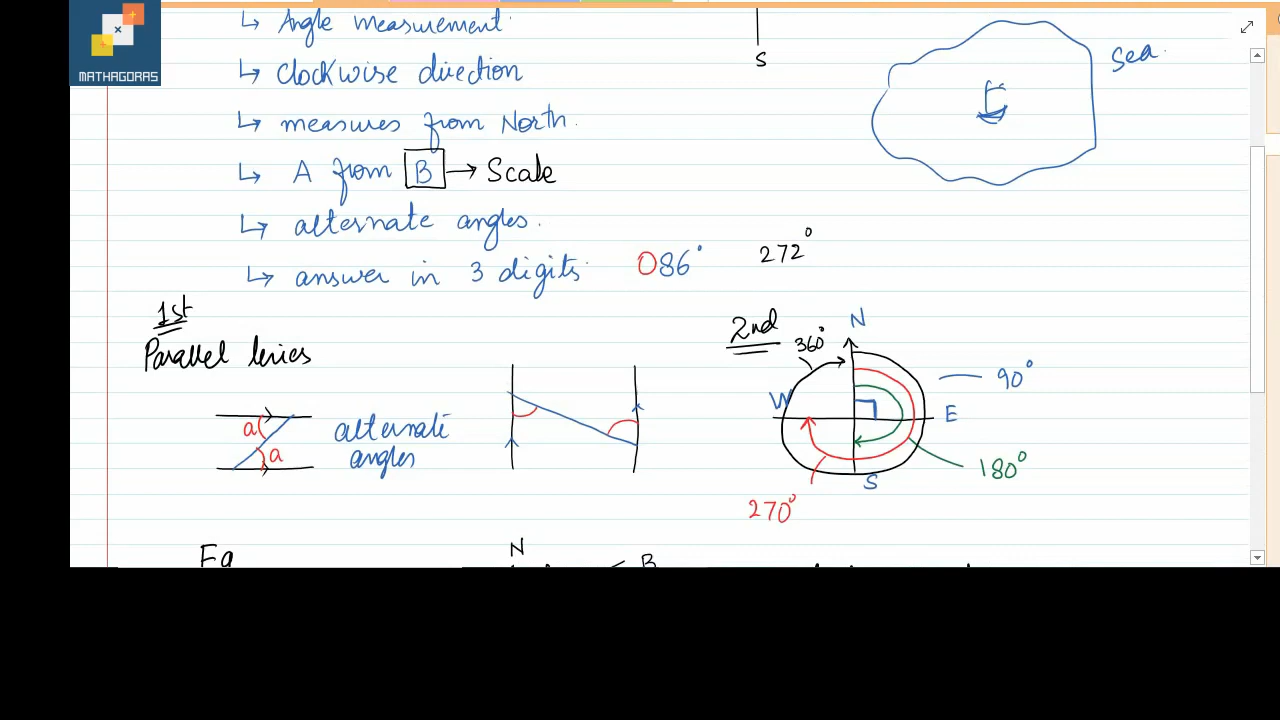 MATHAGORAS
↳ Angle measurement
S
Sea
↳ clockwise direction
↳ measures from North.
↳ A from B → Scale
↳ alternate angles.
↳ answer in 3 digits 086° 272°
1st
Parallel lines
a
a
alternate
angles
2nd
360°
N
90°
W
E
S
180°
270°
Eg
N
B